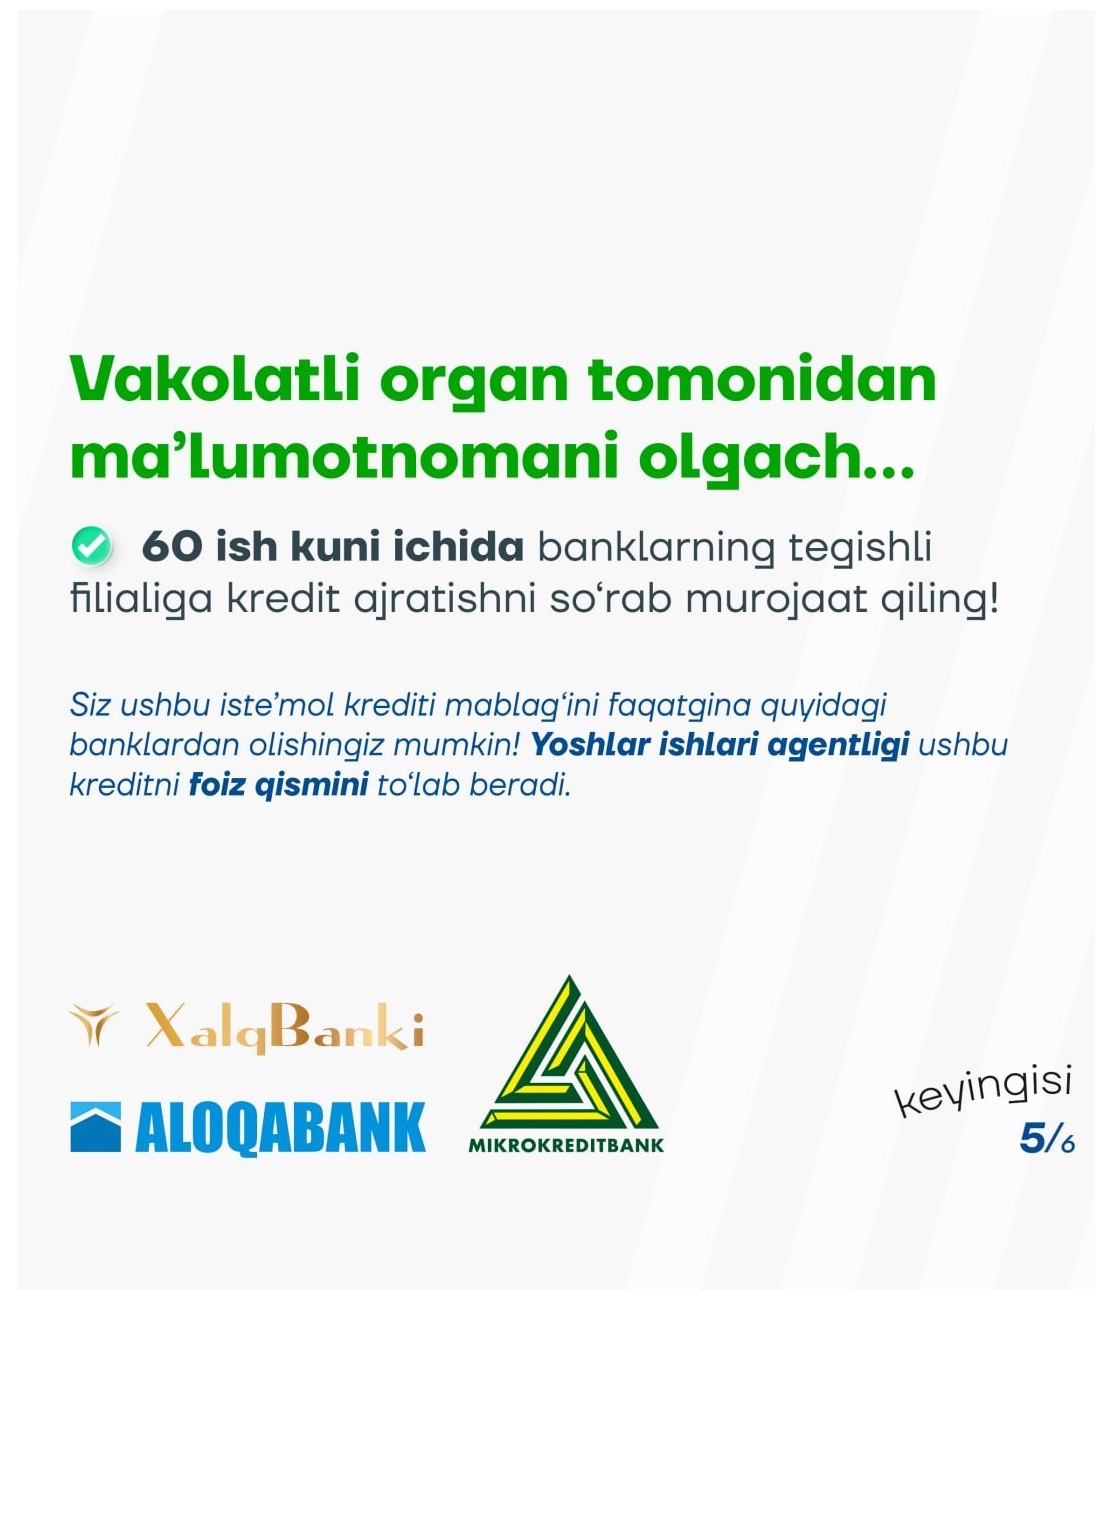 Vakolatli organ tomonidan
ma’lumotnomani olgach...
60 ish kuni ichida banklarning tegishli
filialiga kredit ajratishni so‘rab murojaat qiling!
Siz ushbu iste’mol krediti mablag‘ini faqatgina quyidagi
banklardan olishingiz mumkin! Yoshlar ishlari agentligi ushbu
kreditni foiz qismini to‘lab beradi.
XalqBanki
ALOQABANK
MIKROKREDITBANK
keyingisi
5/6